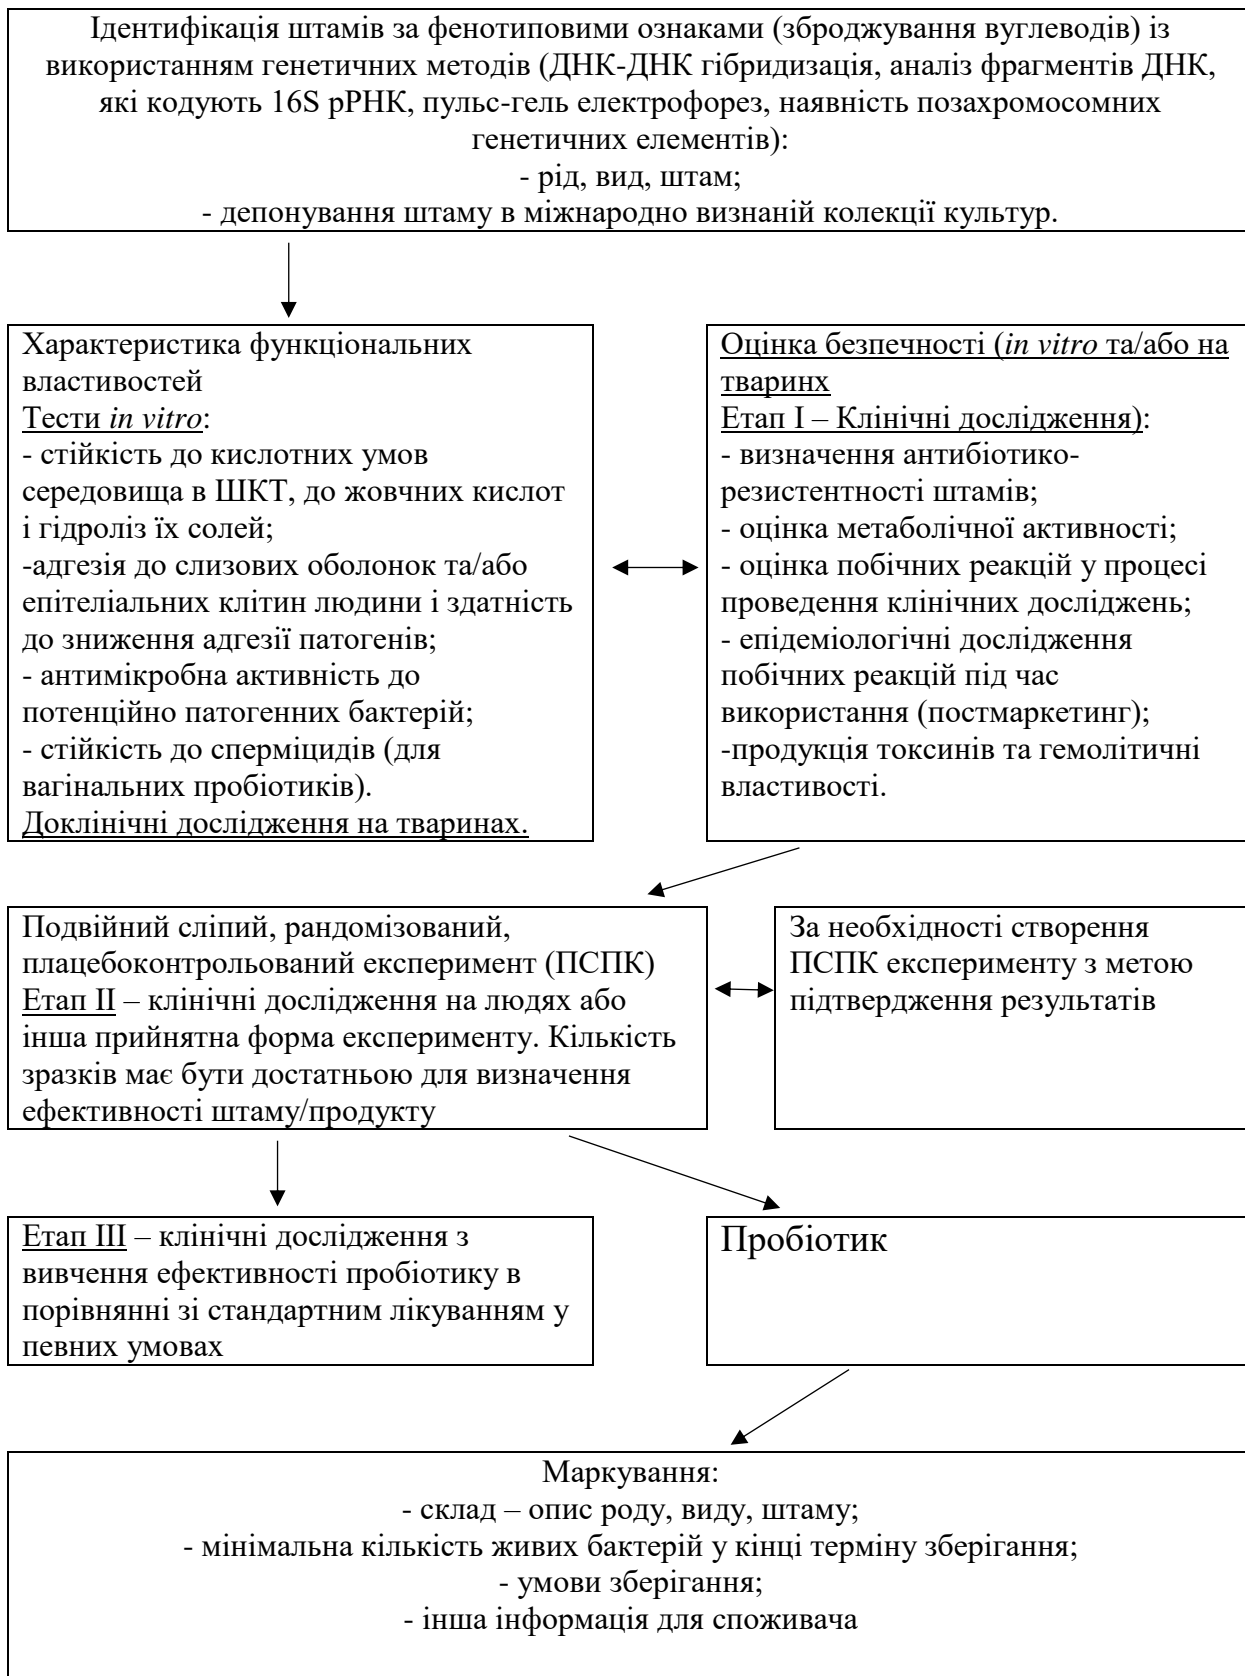 Ідентифікація штамів за фенотиповими ознаками (зброджування вуглеводів) із
використанням генетичних методів (ДНК-ДНК гібридизація, аналіз фрагментів ДНК,
які кодують 16S рРНК, пульс-гель електрофорез, наявність позахромосомних
генетичних елементів):
- рід, вид, штам;
- депонування штаму в міжнародно визнаній колекції культур.
Характеристика функціональних
властивостей
Тести in vitro:
- стійкість до кислотних умов
середовища в ШКТ, до жовчних кислот
і гідроліз їх солей;
-адгезія до слизових оболонок та/або
епітеліальних клітин людини і здатність
до зниження адгезії патогенів;
- антимікробна активність до
потенційно патогенних бактерій;
- стійкість до сперміцидів (для
вагінальних пробіотиків).
Доклінічні дослідження на тваринах.
Оцінка безпечності (in vitro та/або на
тваринх
Етап І – Клінічні дослідження):
- визначення антибіотико-
резистентності штамів;
- оцінка метаболічної активності;
- оцінка побічних реакцій у процесі
проведення клінічних досліджень;
- епідеміологічні дослідження
побічних реакцій під час
використання (постмаркетинг);
-продукція токсинів та гемолітичні
властивості.
Подвійний сліпий, рандомізований,
плацебоконтрольований експеримент (ПСПК)
Етап ІІ – клінічні дослідження на людях або
інша прийнятна форма експерименту. Кількість
зразків має бути достатньою для визначення
ефективності штаму/продукту
За необхідності створення
ПСПК експерименту з метою
підтвердження результатів
Етап ІІІ – клінічні дослідження з
вивчення ефективності пробіотику в
порівнянні зі стандартним лікуванням у
певних умовах
Пробіотик
Маркування:
- склад – опис роду, виду, штаму;
- мінімальна кількість живих бактерій у кінці терміну зберігання;
- умови зберігання;
- інша інформація для споживача